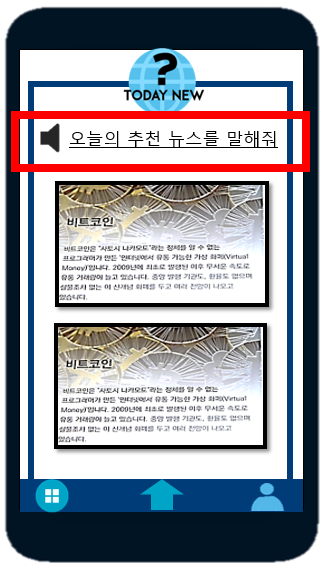 ?
TODAY NEW
오늘의 추천 뉴스를 말해줘
비트코인
비트코인은 "사토시 나카모토"라는 정체를 알 수 없는
프로그래머가 만든 '인터넷에서 유통 가능한 가상 화폐(Virtual
Money)'입니다. 2009년에 최초로 발행된 이후 무서운 속도로
유통 거래량이 늘고 있습니다. 중앙 발행 기관도, 환율도 없으며
실물조차 없는 이 신개념 화폐를 두고 여러 전망이 나오고
있습니다.
비트코인
비트코인은 "사토시 나카모토"라는 정체를 알 수 없는
프로그래머가 만든 '인터넷에서 유통 가능한 가상 화폐(Virtual
Money)'입니다. 2009년에 최초로 발행된 이후 무서운 속도로
유통 거래량이 늘고 있습니다. 중앙 발행 기관도, 환율도 없으며
실물조차 없는 이 신개념 화폐를 두고 여러 전망이 나오고
있습니다.